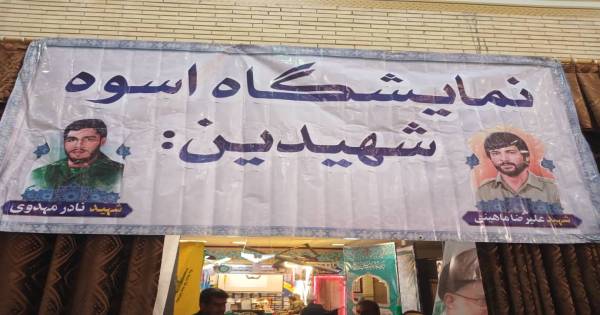 نمایشگاه اسوه
شهیدین:
شهید علیرضا ماهینی
شهید نادر مهدوی